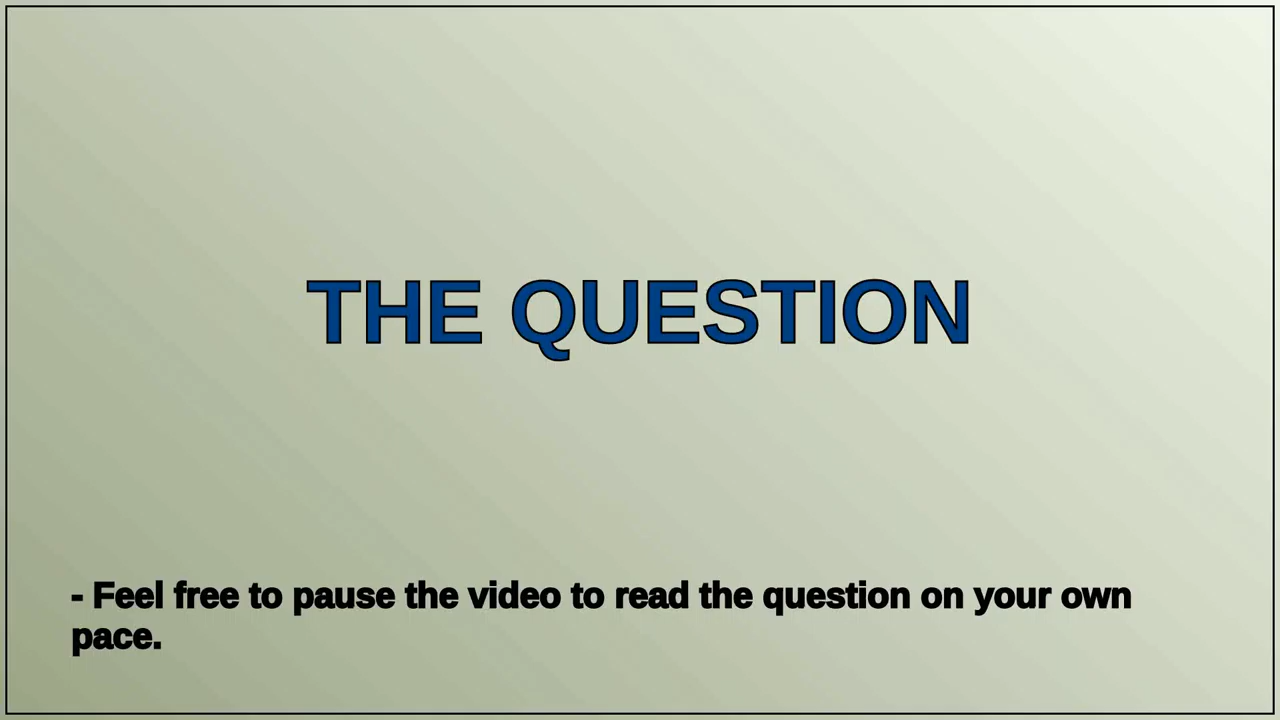 THE QUESTION
- Feel free to pause the video to read the question on your own
pace.